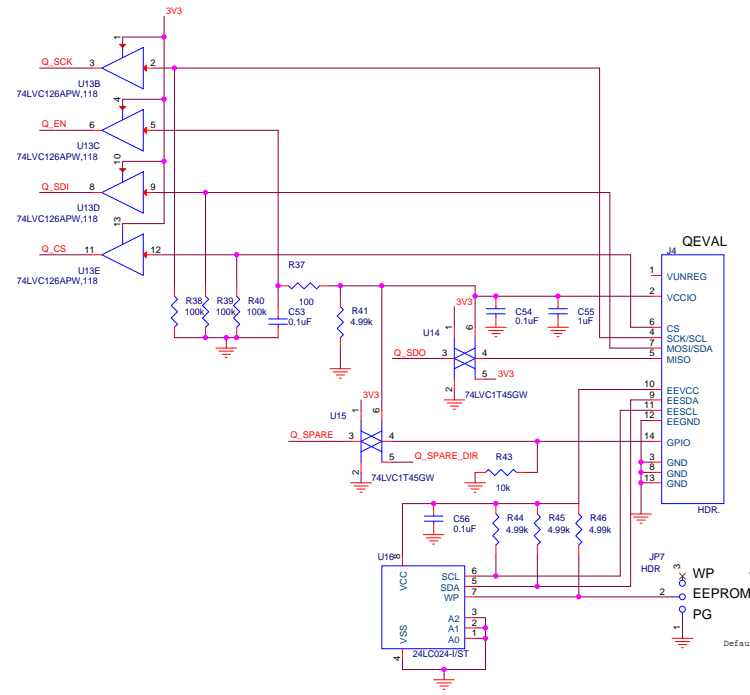 3V3
1
Q_SCK 3 2
U13B
74LVC126APW,118
4
Q_EN 6 5
U13C
74LVC126APW,118
10
Q_SDI 8 9
U13D
74LVC126APW,118
13
Q_CS 11 12
U13E
74LVC126APW,118
QEVAL
J4
1 VUNREG
2 VCCIO
6 CS
4 SCK/SCL
7 MOSI/SDA
5 MISO
10 EEVCC
9 EESDA
11 EESCL
12 EEGND
14 GPIO
3 GND
8 GND
13 GND
HDR.
R37
100
R38
100k
R39
100k
R40
100k
C53
0.1uF
R41
4.99k
3V3
U14
1 6
Q_SDO 3 4
2 5 3V3
74LVC1T45GW
C54
0.1uF
C55
1uF
3V3
U15
1 6
Q_SPARE 3 4
2 5 Q_SPARE_DIR
74LVC1T45GW
R43
10k
C56
0.1uF
R44
4.99k
R45
4.99k
R46
4.99k
U16
8
VCC
SCL 6
SDA 5
WP 7
A2 3
A1 2
A0 1
VSS
4
24LC024-I/ST
JP7
HDR
3 WP
2 EEPROM
PG
1
Defau